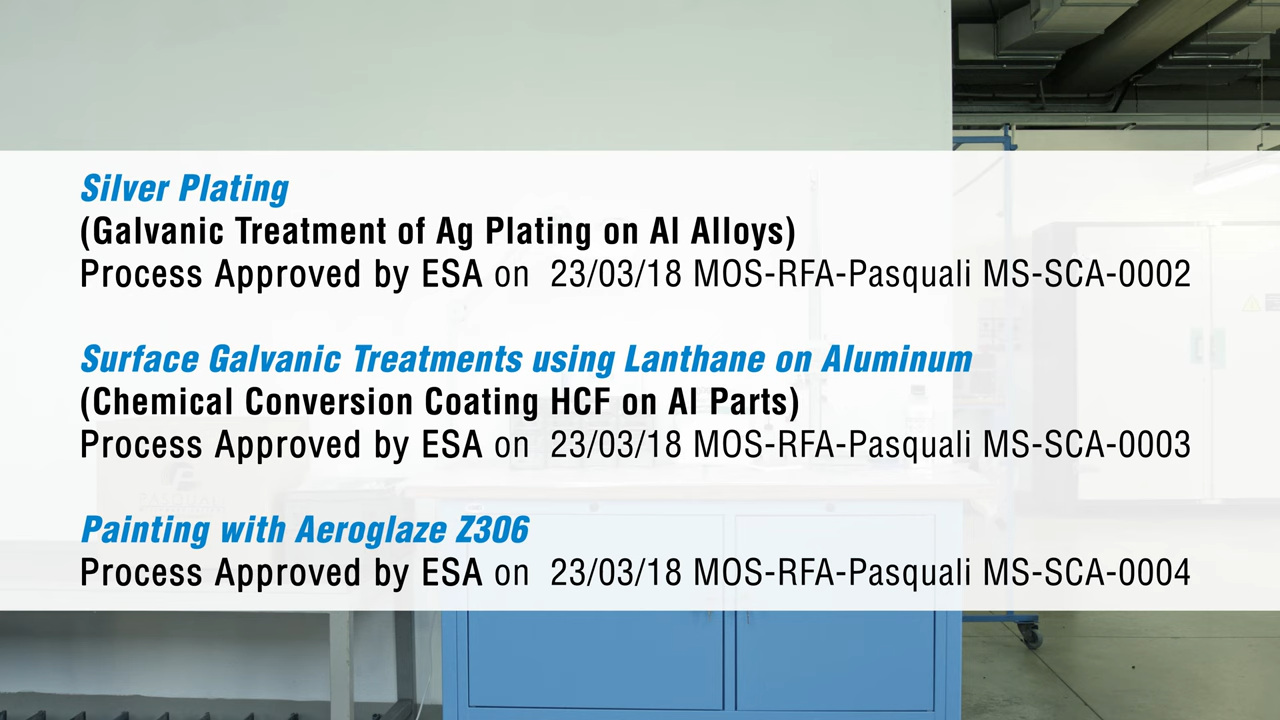 Silver Plating
(Galvanic Treatment of Ag Plating on Al Alloys)
Process Approved by ESA on 23/03/18 MOS-RFA-Pasquali MS-SCA-0002
Surface Galvanic Treatments using Lanthane on Aluminum
(Chemical Conversion Coating HCF on Al Parts)
Process Approved by ESA on 23/03/18 MOS-RFA-Pasquali MS-SCA-0003
Painting with Aeroglaze Z306
Process Approved by ESA on 23/03/18 MOS-RFA-Pasquali MS-SCA-0004